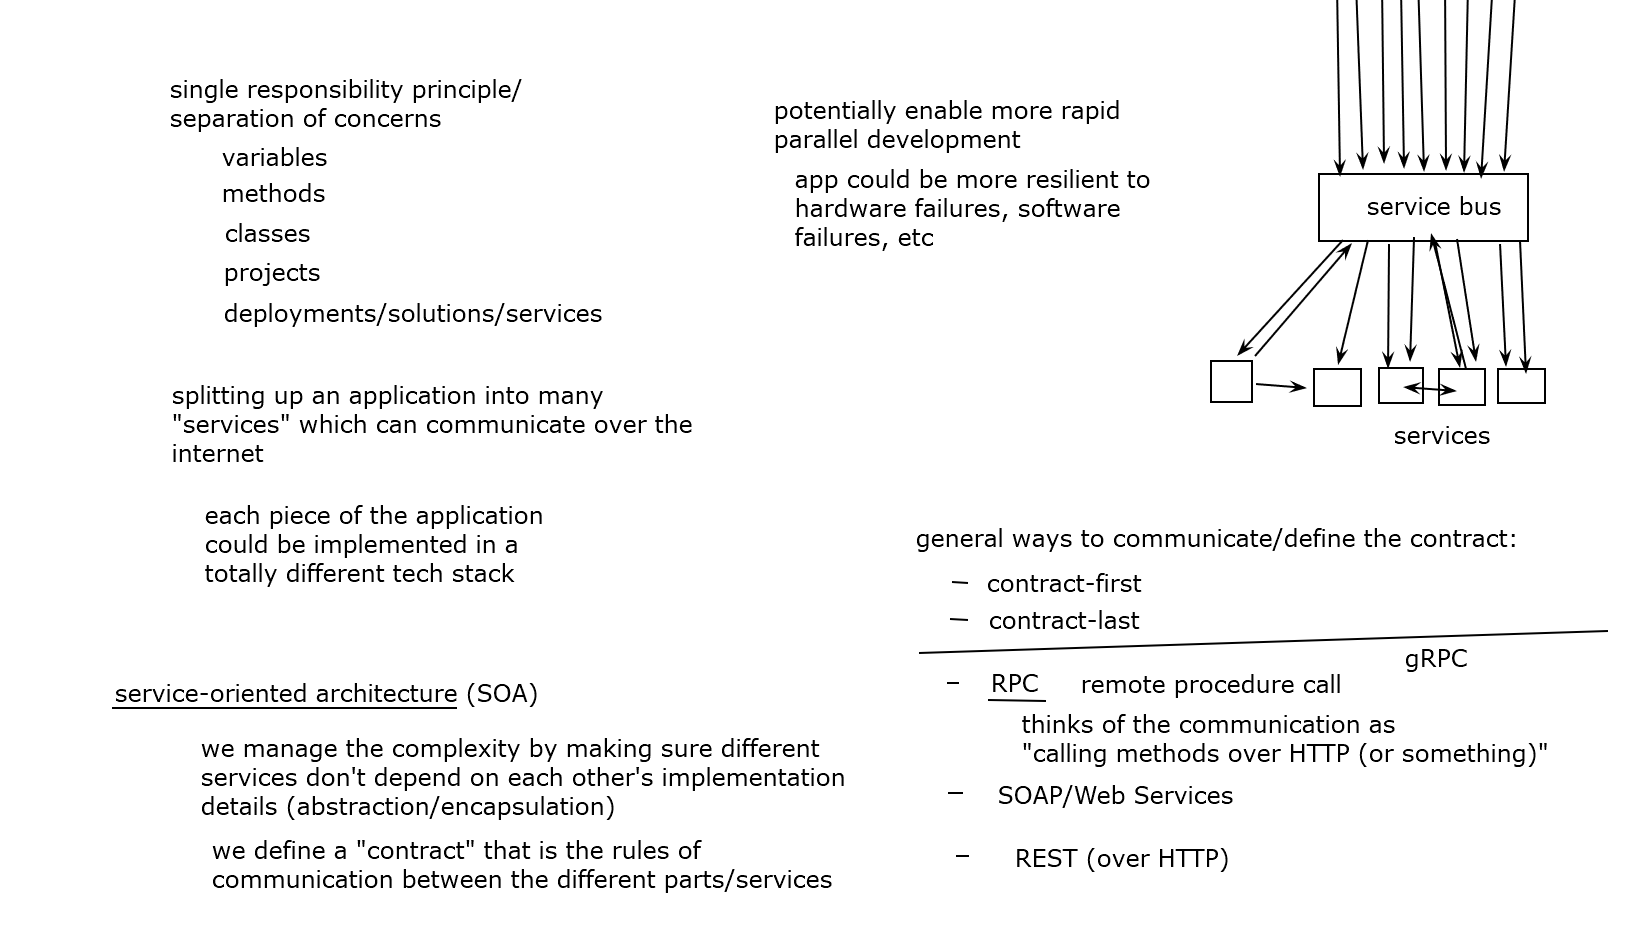 single responsibility principle/
separation of concerns
variables
methods
classes
projects
deployments/solutions/services
splitting up an application into many
"services" which can communicate over the
internet
each piece of the application
could be implemented in a
totally different tech stack
service-oriented architecture (SOA)
we manage the complexity by making sure different
services don't depend on each other's implementation
details (abstraction/encapsulation)
we define a "contract" that is the rules of
communication between the different parts/services
potentially enable more rapid
parallel development
app could be more resilient to
hardware failures, software
failures, etc
service bus
services
general ways to communicate/define the contract:
– contract-first
– contract-last
gRPC
– RPC remote procedure call
thinks of the communication as
"calling methods over HTTP (or something)"
– SOAP/Web Services
– REST (over HTTP)